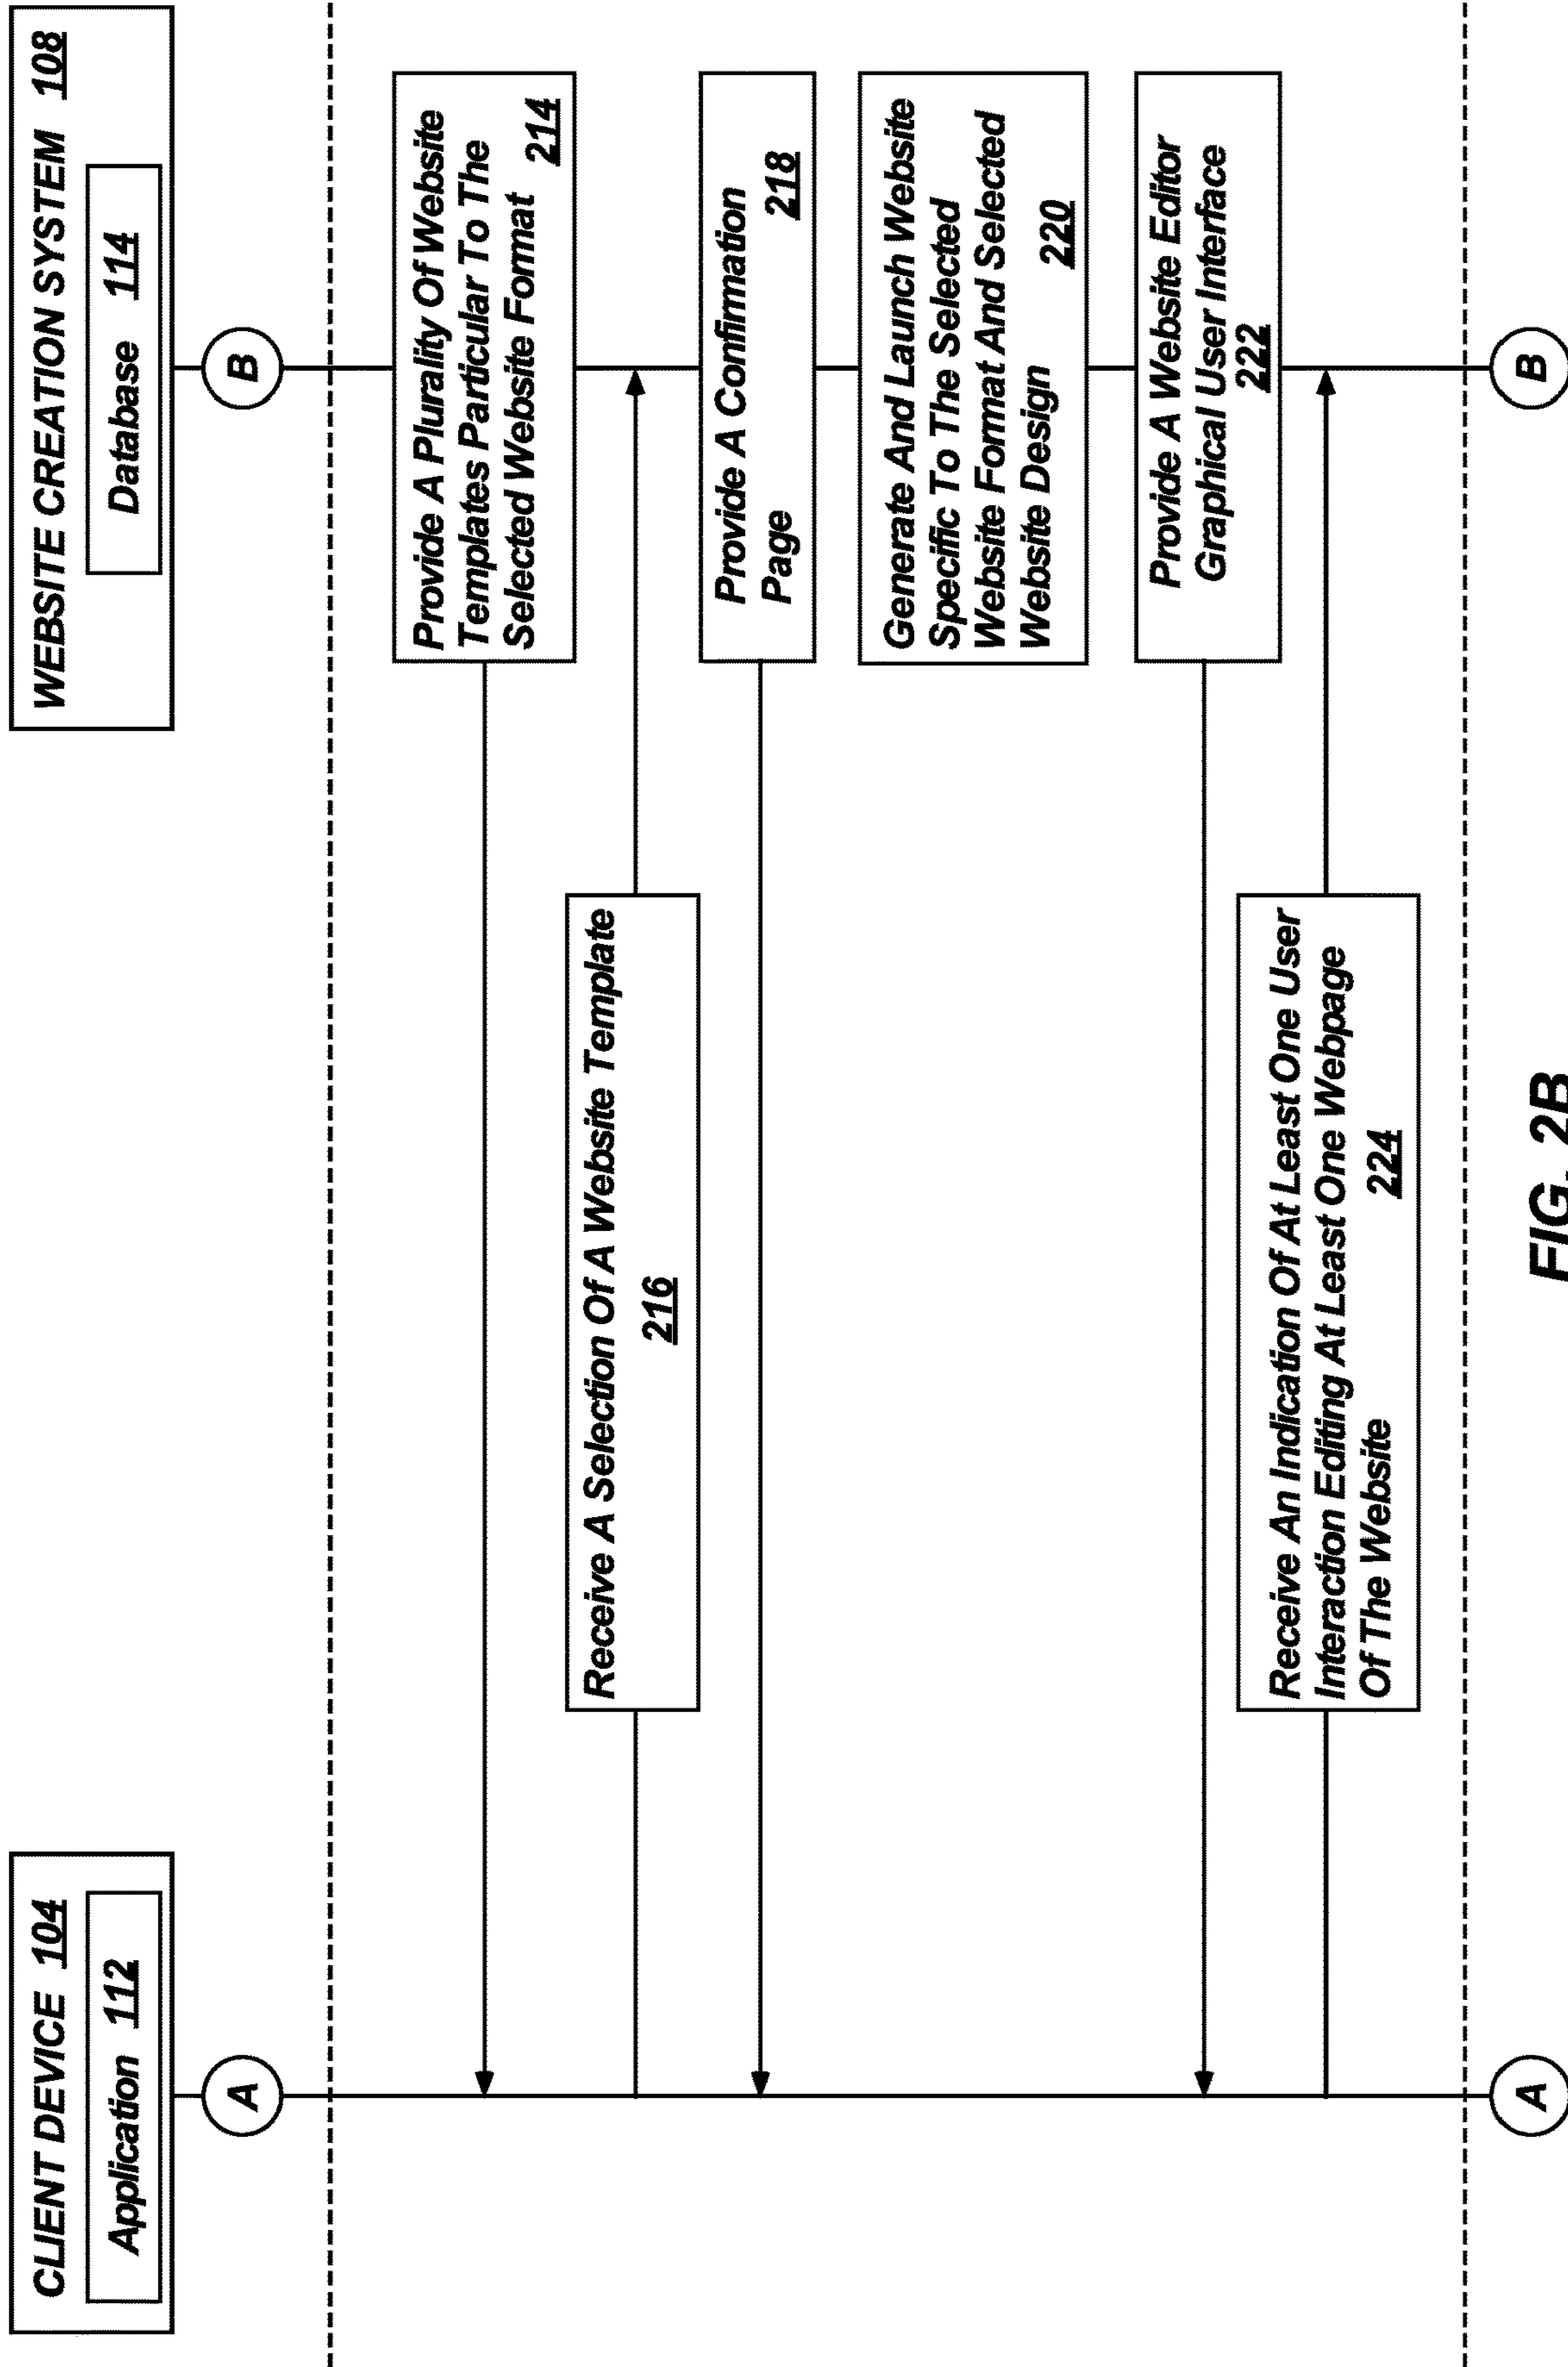 CLIENT DEVICE 104
Application 112
A
WEBSITE CREATION SYSTEM 108
Database 114
B
Provide A Plurality Of Website
Templates Particular To The
Selected Website Format 214
Receive A Selection Of A Website Template
216
Provide A Confirmation
Page 218
Generate And Launch Website
Specific To The Selected
Website Format And Selected
Website Design 220
Provide A Website Editor
Graphical User Interface
222
Receive An Indication Of At Least One User
Interaction Editing At Least One Webpage
Of The Website 224
A
B
FIG. 2B